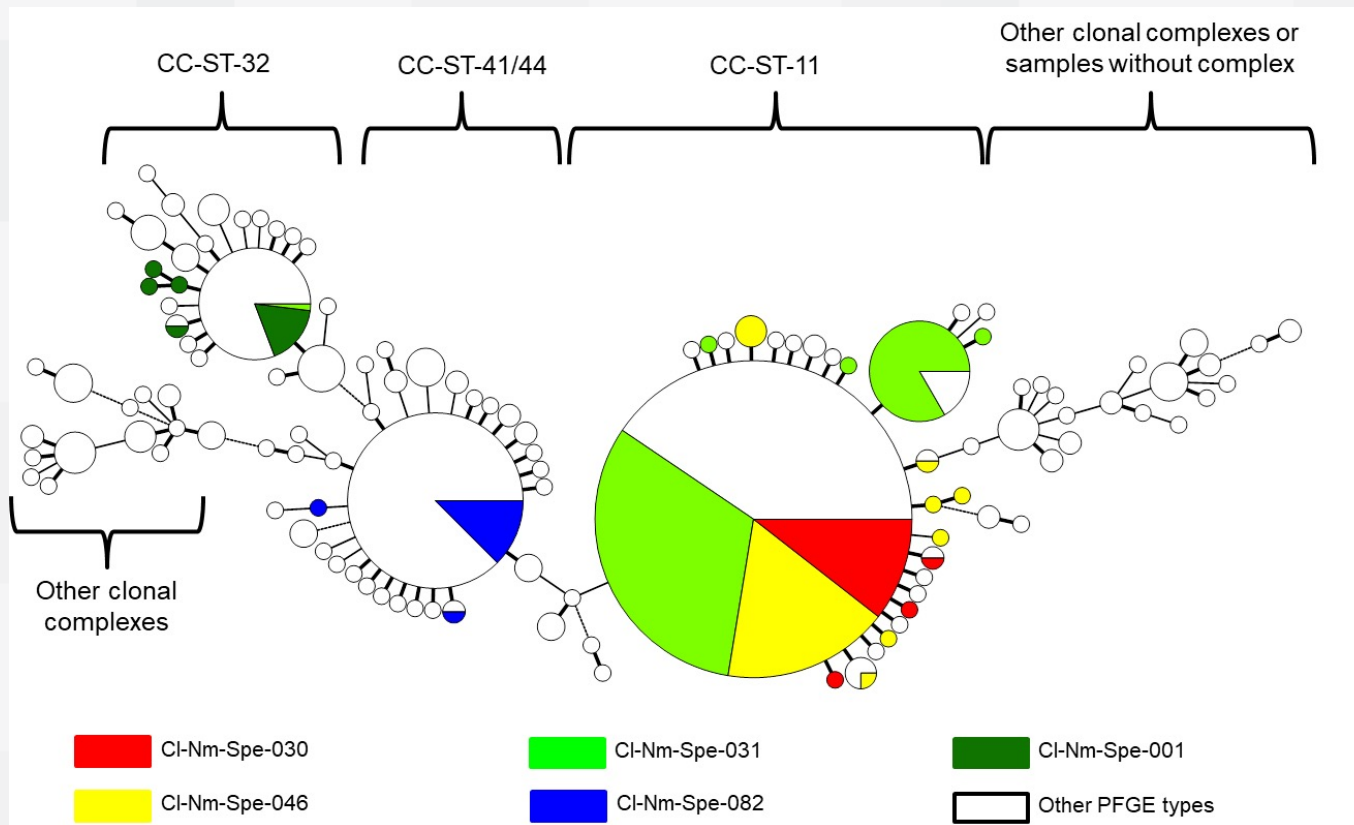 CC-ST-32
CC-ST-41/44
CC-ST-11
Other clonal complexes or
samples without complex
Other clonal
complexes
Cl-Nm-Spe-030
Cl-Nm-Spe-031
Cl-Nm-Spe-001
Cl-Nm-Spe-046
Cl-Nm-Spe-082
Other PFGE types